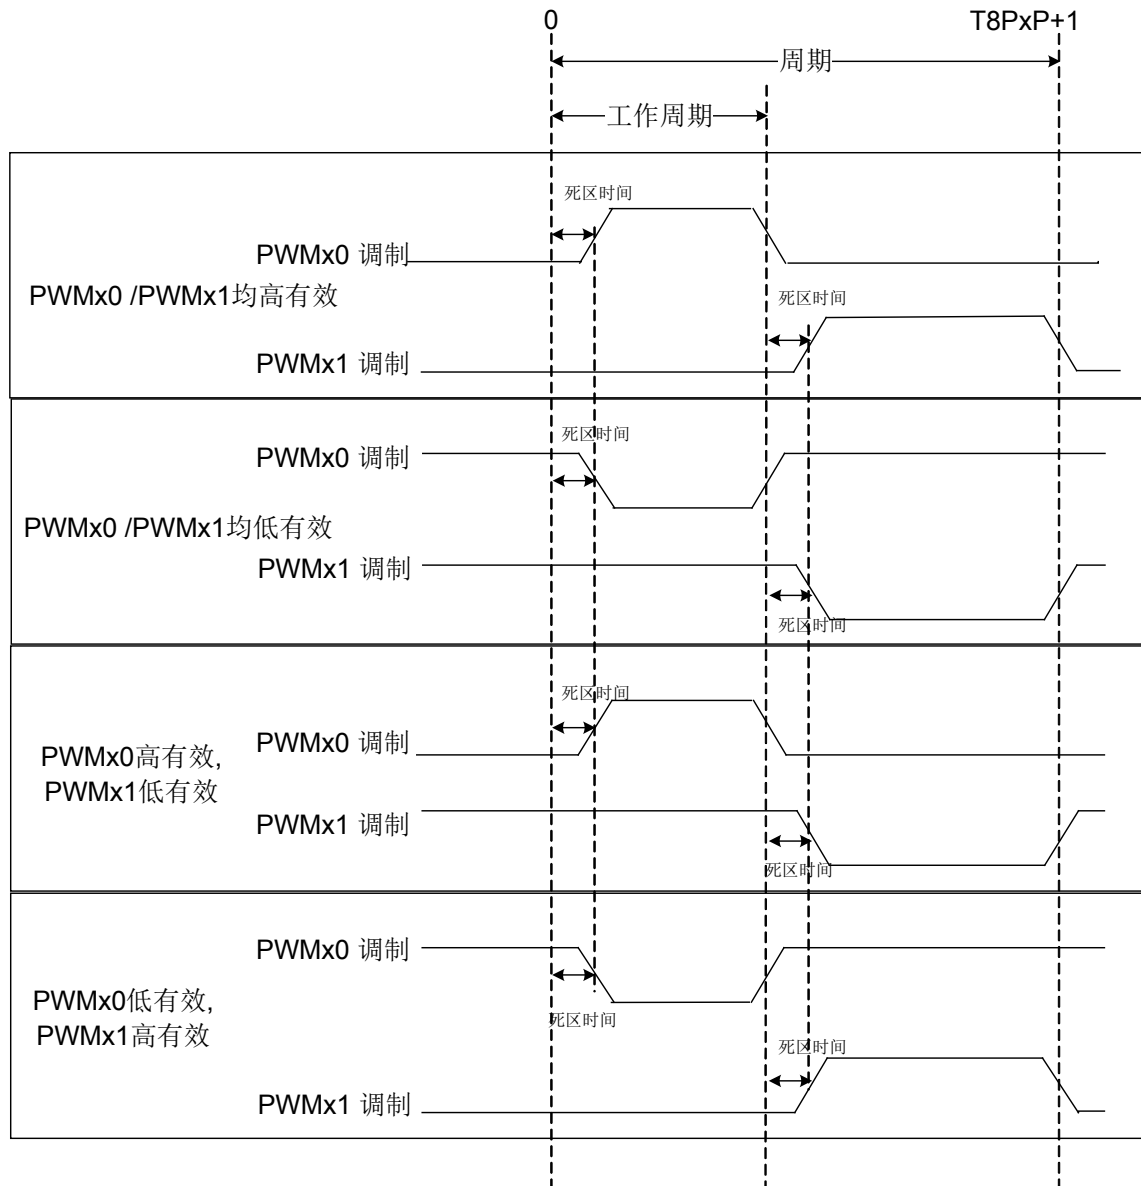 0
T8PxP+1
周期
工作周期
死区时间
PWMx0 调制
PWMx0 /PWMx1均高有效
死区时间
PWMx1 调制
死区时间
PWMx0 调制
PWMx0 /PWMx1均低有效
PWMx1 调制
死区时间
死区时间
PWMx0高有效,
PWMx1低有效
PWMx0 调制
PWMx1 调制
死区时间
PWMx0 调制
PWMx0低有效,
PWMx1高有效
死区时间
死区时间
PWMx1 调制